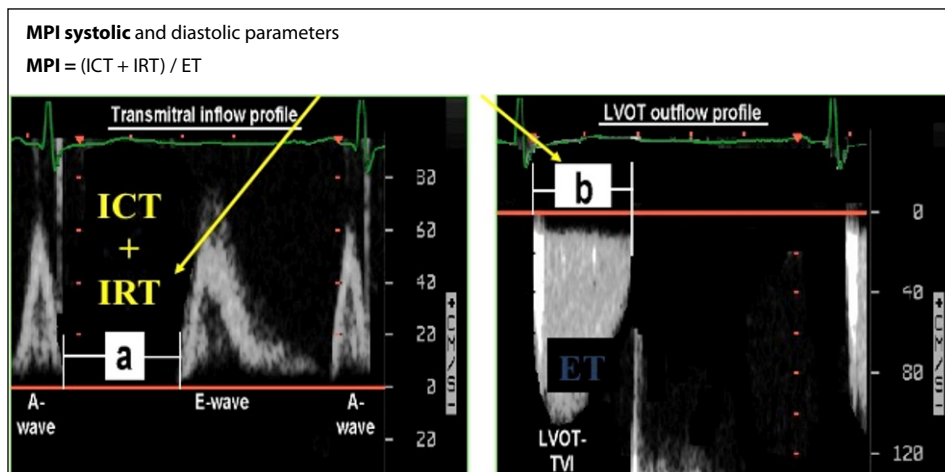 MPI systolic and diastolic parameters
MPI = (ICT + IRT) / ET
Transmitral inflow profile
80
60
ICT
+
IRT
40
20
a
0
A-
wave
E-wave
A-
wave
20
LVOT outflow profile
b
0
40
ET
80
LVOT-
TVI
120